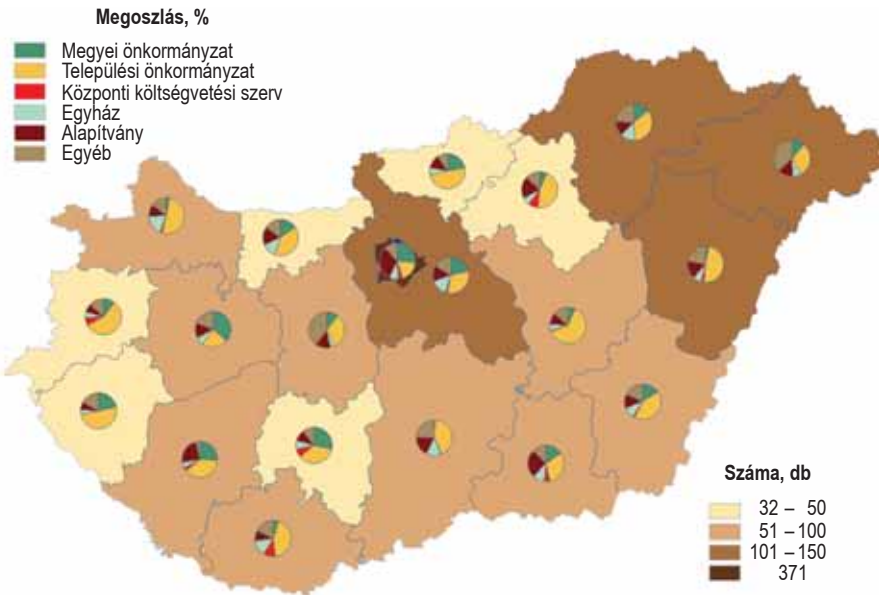 Megoszlás, %
Megyei önkormányzat
Települési önkormányzat
Központi költségvetési szerv
Egyház
Alapítvány
Egyéb
Száma, db
32 – 50
51 – 100
101 – 150
371